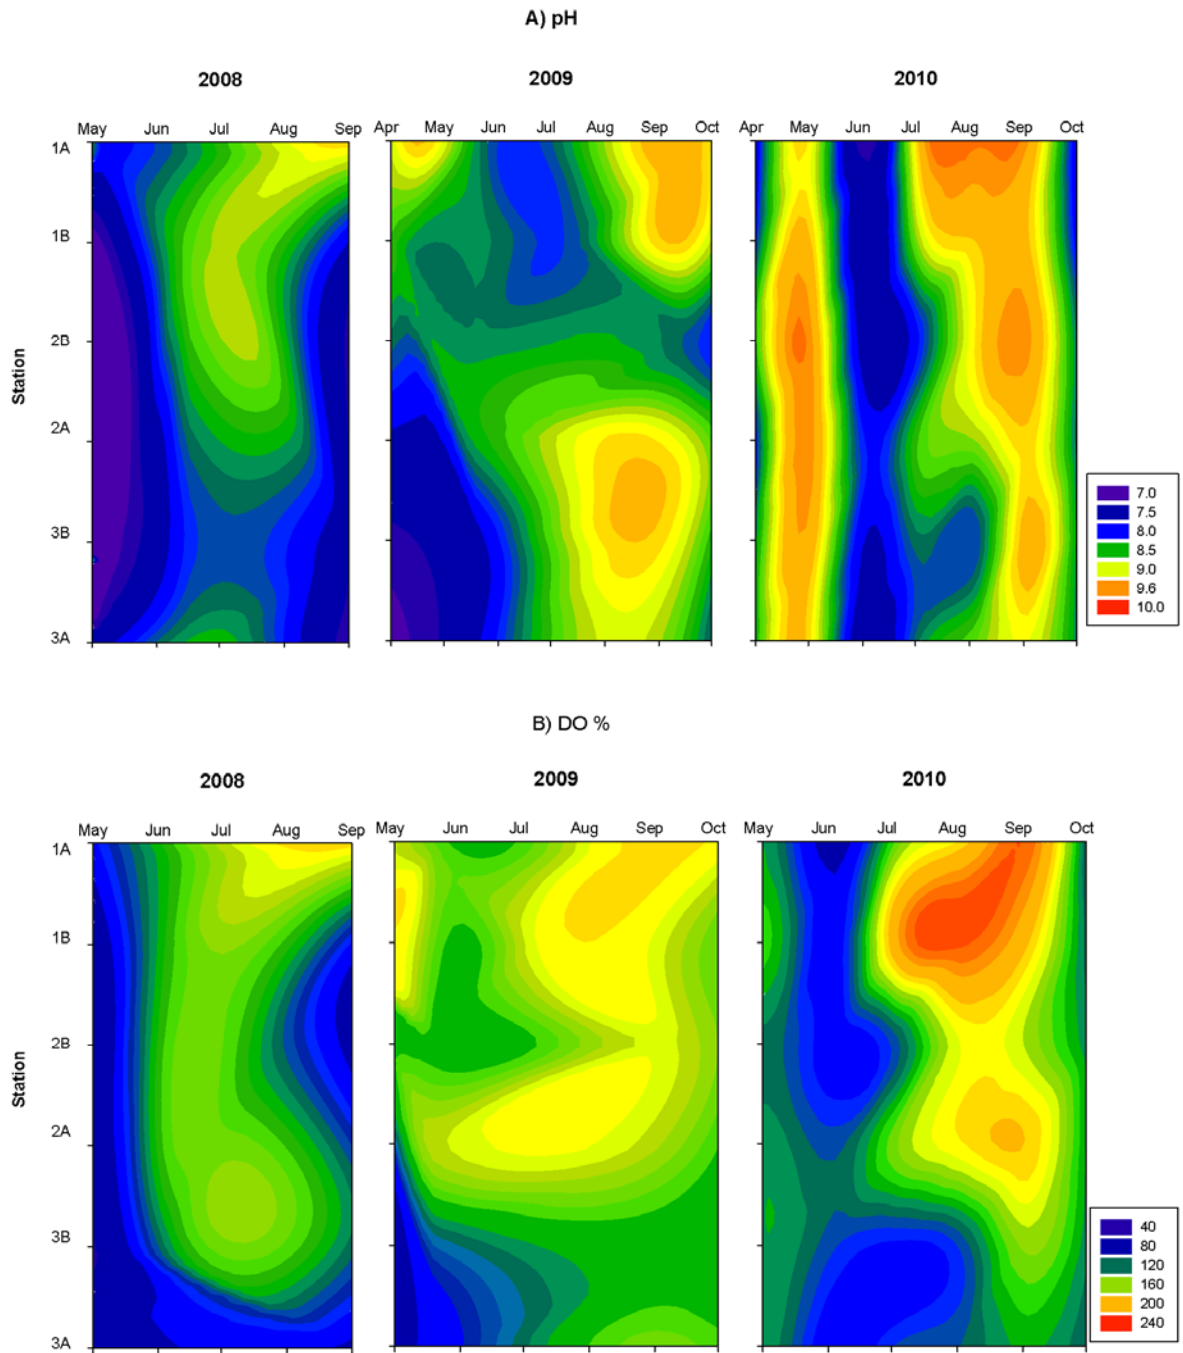 A) pH
2008 2009 2010
May Jun Jul Aug Sep Apr May Jun Jul Aug Sep Oct Apr May Jun Jul Aug Sep Oct
1A
1B
2B
Station
2A
3B
3A
7.0
7.5
8.0
8.5
9.0
9.6
10.0
B) DO %
2008 2009 2010
May Jun Jul Aug Sep May Jun Jul Aug Sep Oct May Jun Jul Aug Sep Oct
1A
1B
2B
Station
2A
3B
3A
40
80
120
160
200
240